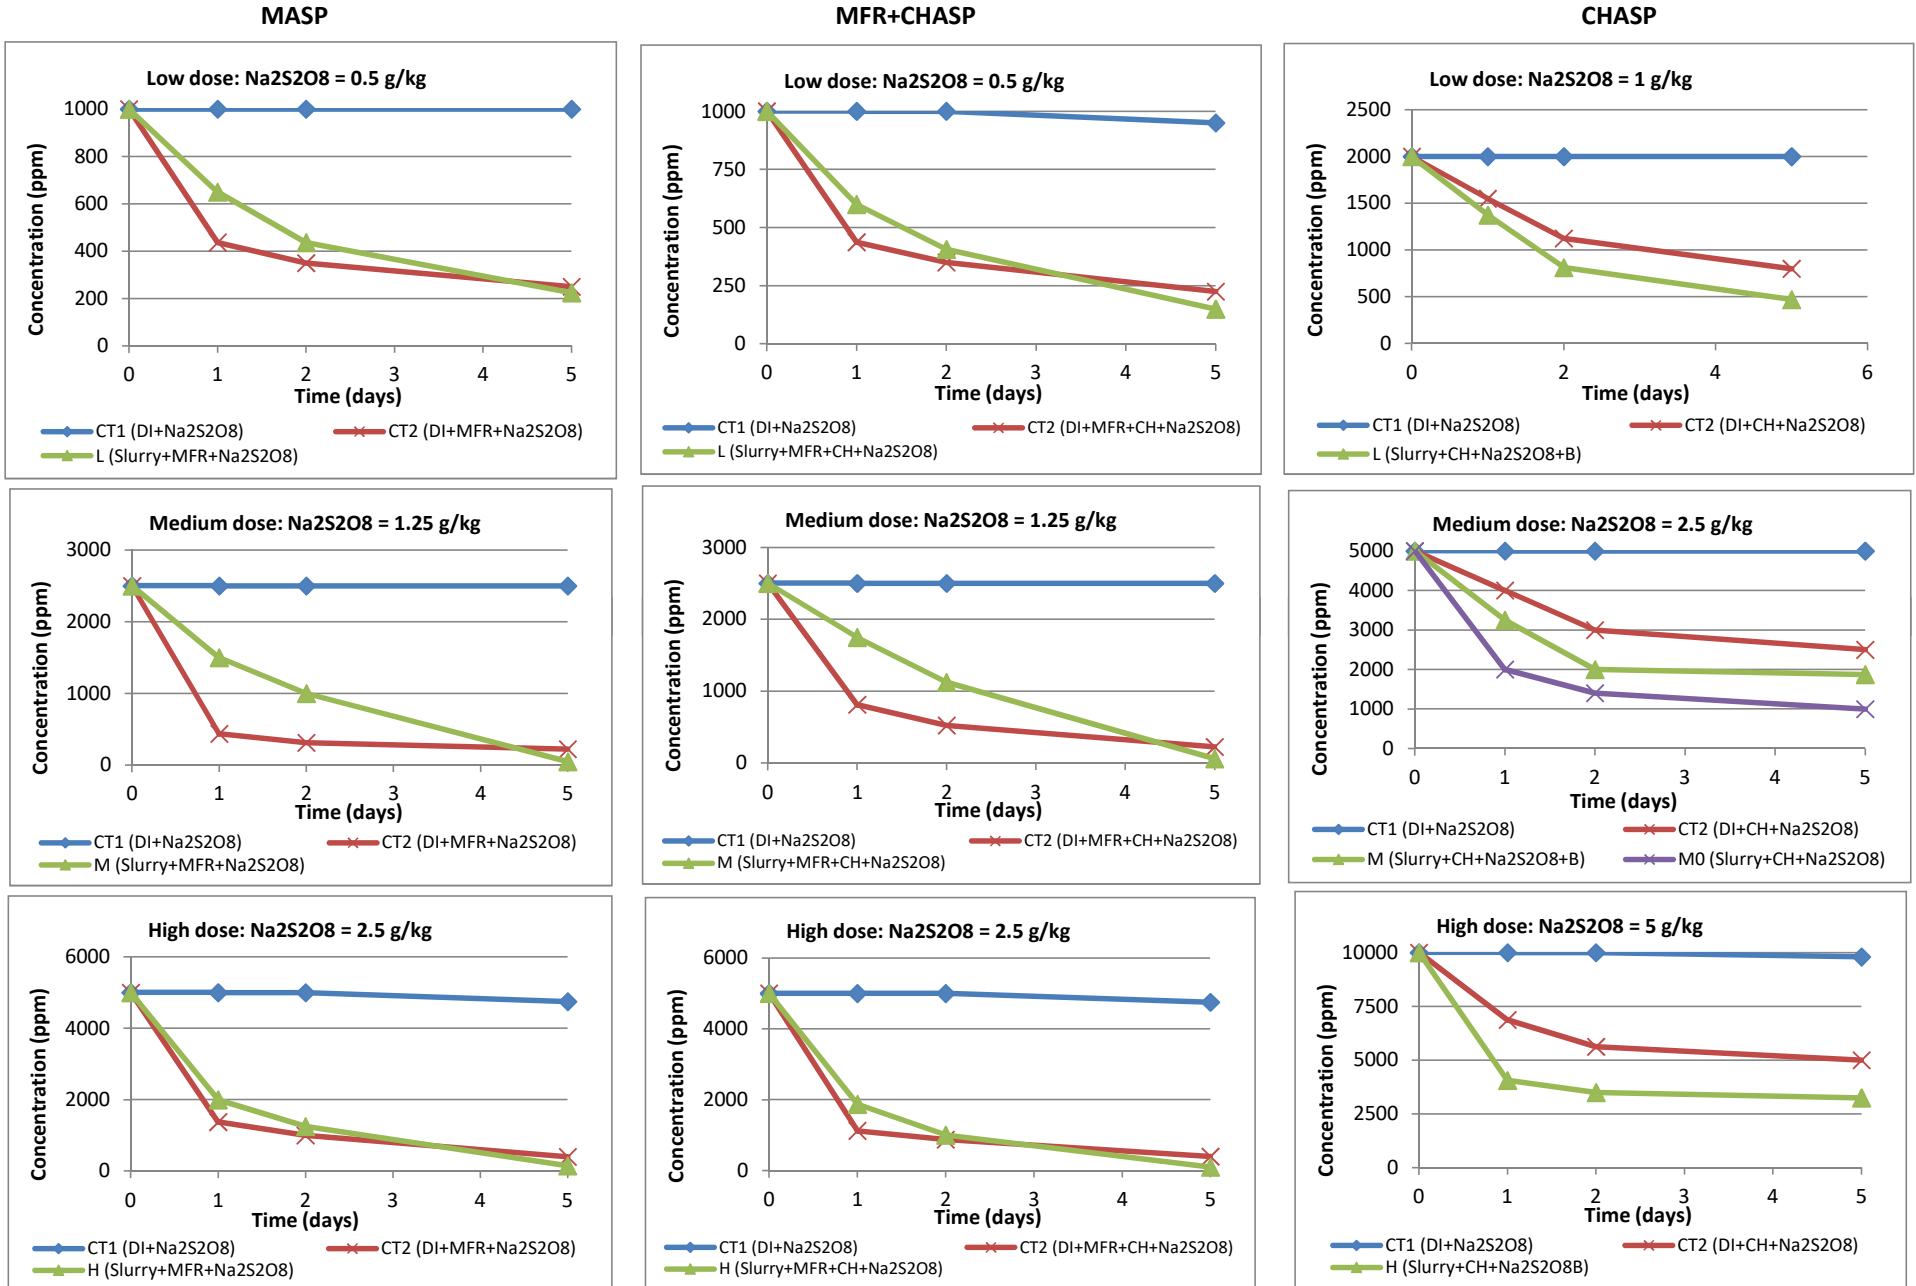 MASP
MFR+CHASP
CHASP
Low dose: Na2S2O8 = 0.5 g/kg
Concentration (ppm)
1000
800
600
400
200
0
0 1 2 3 4 5
Time (days)
CT1 (DI+Na2S2O8) CT2 (DI+MFR+Na2S2O8)
L (Slurry+MFR+Na2S2O8)
Low dose: Na2S2O8 = 0.5 g/kg
Concentration (ppm)
1000
750
500
250
0
0 1 2 3 4 5
Time (days)
CT1 (DI+Na2S2O8) CT2 (DI+MFR+CH+Na2S2O8)
L (Slurry+MFR+CH+Na2S2O8)
Low dose: Na2S2O8 = 1 g/kg
Concentration (ppm)
2500
2000
1500
1000
500
0
0 2 4 6
Time (days)
CT1 (DI+Na2S2O8) CT2 (DI+CH+Na2S2O8)
L (Slurry+CH+Na2S2O8+B)
Medium dose: Na2S2O8 = 1.25 g/kg
Concentration (ppm)
3000
2000
1000
0
0 1 2 3 4 5
Time (days)
CT1 (DI+Na2S2O8) CT2 (DI+MFR+Na2S2O8)
M (Slurry+MFR+Na2S2O8)
Medium dose: Na2S2O8 = 1.25 g/kg
Concentration (ppm)
3000
2000
1000
0
0 1 2 3 4 5
Time (days)
CT1 (DI+Na2S2O8) CT2 (DI+MFR+CH+Na2S2O8)
M (Slurry+MFR+CH+Na2S2O8)
Medium dose: Na2S2O8 = 2.5 g/kg
Concentration (ppm)
5000
4000
3000
2000
1000
0
0 1 2 3 4 5
Time (days)
CT1 (DI+Na2S2O8) CT2 (DI+CH+Na2S2O8)
M (Slurry+CH+Na2S2O8+B) M0 (Slurry+CH+Na2S2O8)
High dose: Na2S2O8 = 2.5 g/kg
Concentration (ppm)
6000
4000
2000
0
0 1 2 3 4 5
Time (days)
CT1 (DI+Na2S2O8) CT2 (DI+MFR+Na2S2O8)
H (Slurry+MFR+Na2S2O8)
High dose: Na2S2O8 = 2.5 g/kg
Concentration (ppm)
6000
4000
2000
0
0 1 2 3 4 5
Time (days)
CT1 (DI+Na2S2O8) CT2 (DI+MFR+CH+Na2S2O8)
H (Slurry+MFR+CH+Na2S2O8)
High dose: Na2S2O8 = 5 g/kg
Concentration (ppm)
10000
7500
5000
2500
0
0 1 2 3 4 5
Time (days)
CT1 (DI+Na2S2O8) CT2 (DI+CH+Na2S2O8)
H (Slurry+CH+Na2S2O8B)